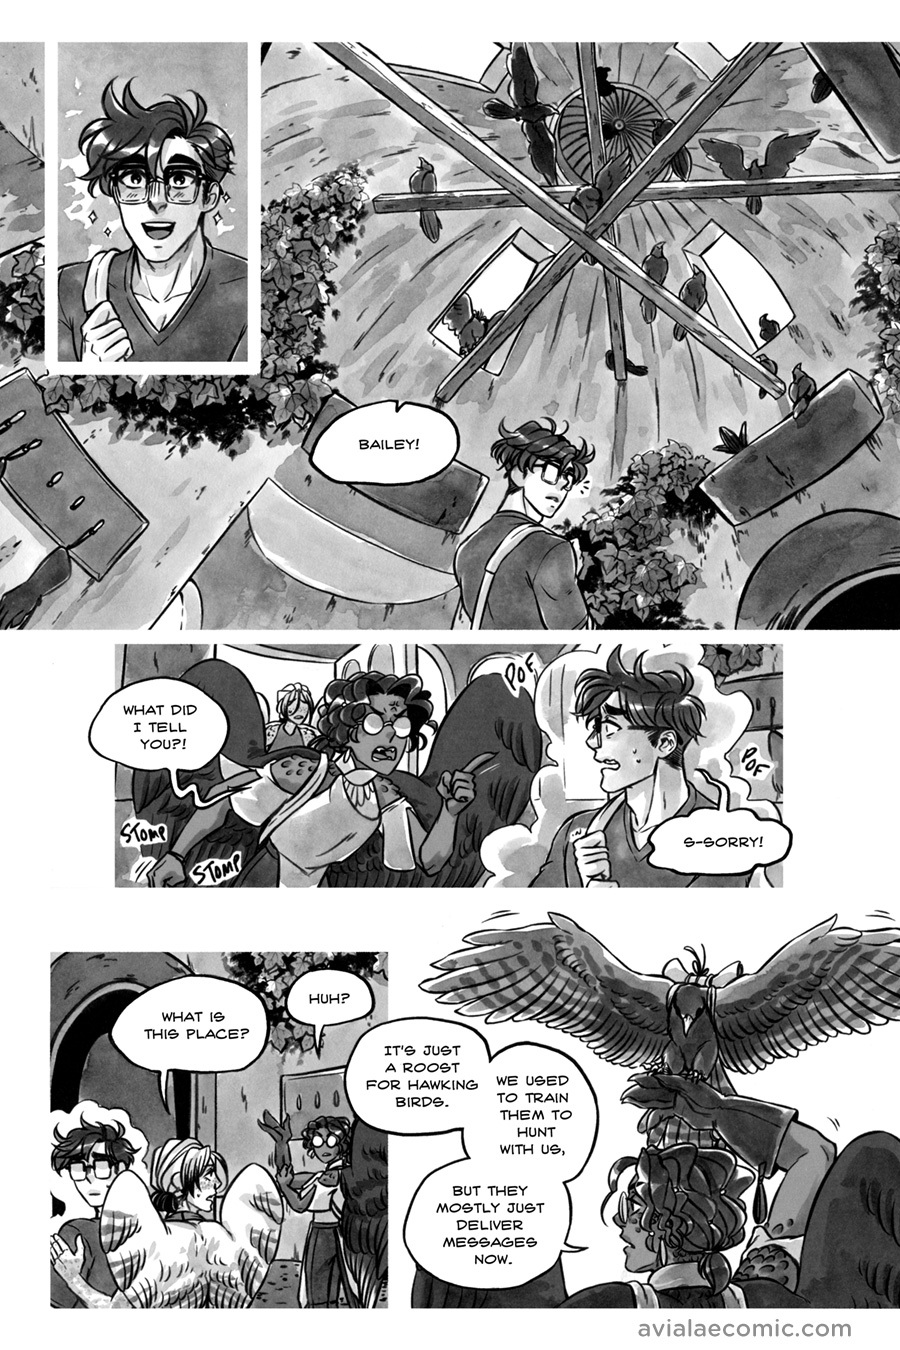 BAILEY!
WHAT DID
I TELL
YOU?!
STOMP
STOMP
POF
POF
S-SORRY!
WHAT IS
THIS PLACE?
HUH?
IT'S JUST
A ROOST
FOR HAWKING
BIRDS.
WE USED
TO TRAIN
THEM TO
HUNT
WITH US,
BUT THEY
MOSTLY JUST
DELIVER
MESSAGES
NOW.
avialaecomic.com